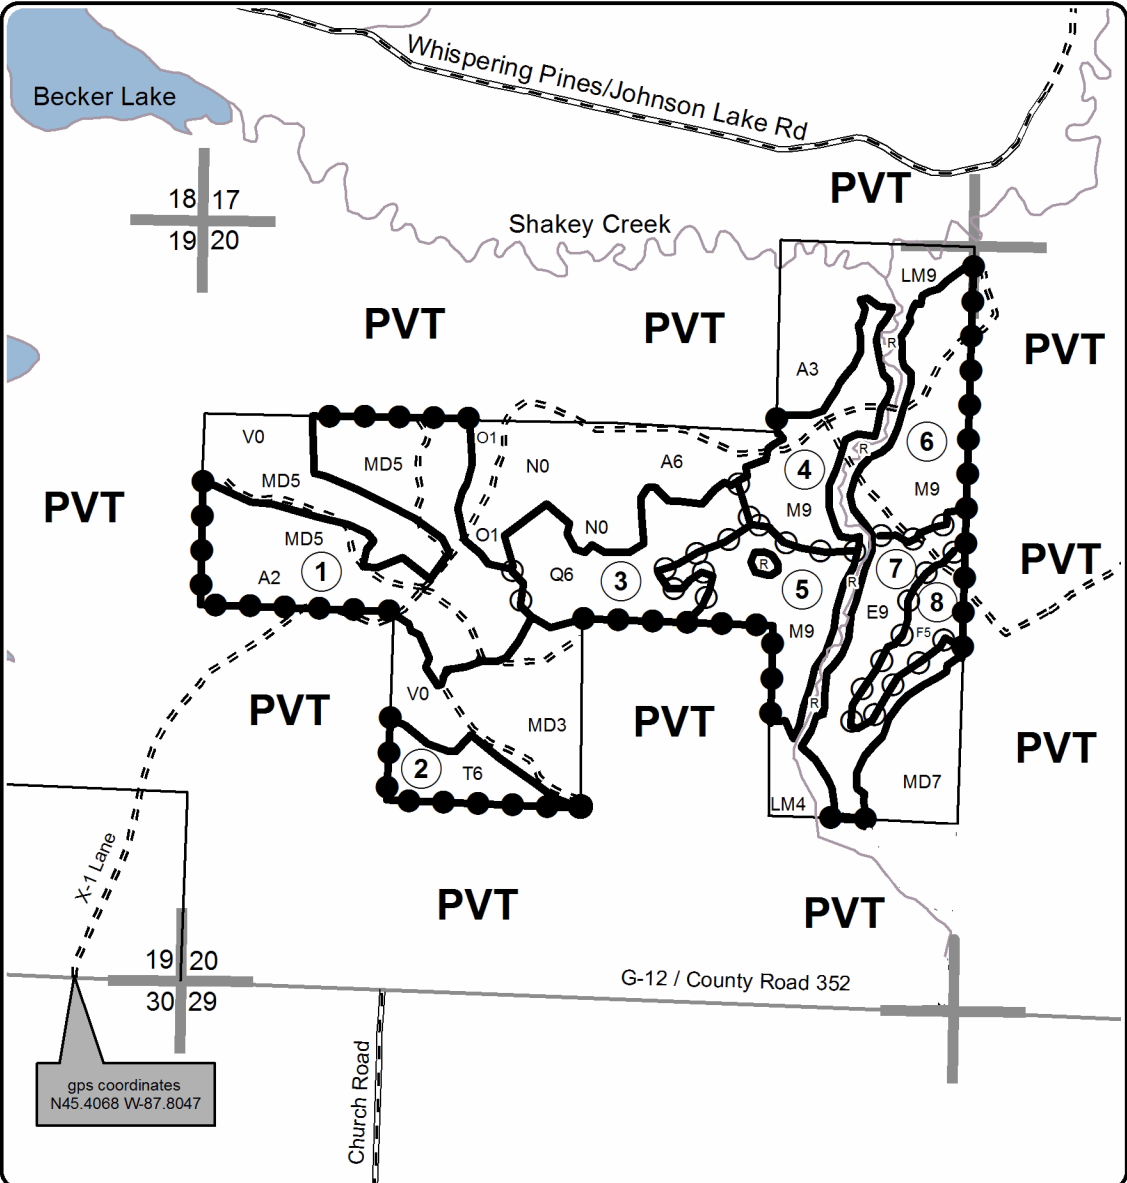 Whispering Pines/Johnson Lake Rd
Becker Lake
PVT
18 17
19 20
Shakey Creek
LM9
PVT
PVT
R
PVT
A3
V0
O1
6
MD5
N0
A6
4
R
MD5
M9
PVT
M9
O1
N0
MD5
PVT
1
A2
Q6
3
R
5
R
7
8
E9
M9
F5
V0
PVT
R
PVT
MD3
PVT
2
T6
MD7
LM4
X-1 Lane
PVT
PVT
19 20
G-12 / County Road 352
30 29
gps coordinates
N45.4068 W-87.8047
Church Road